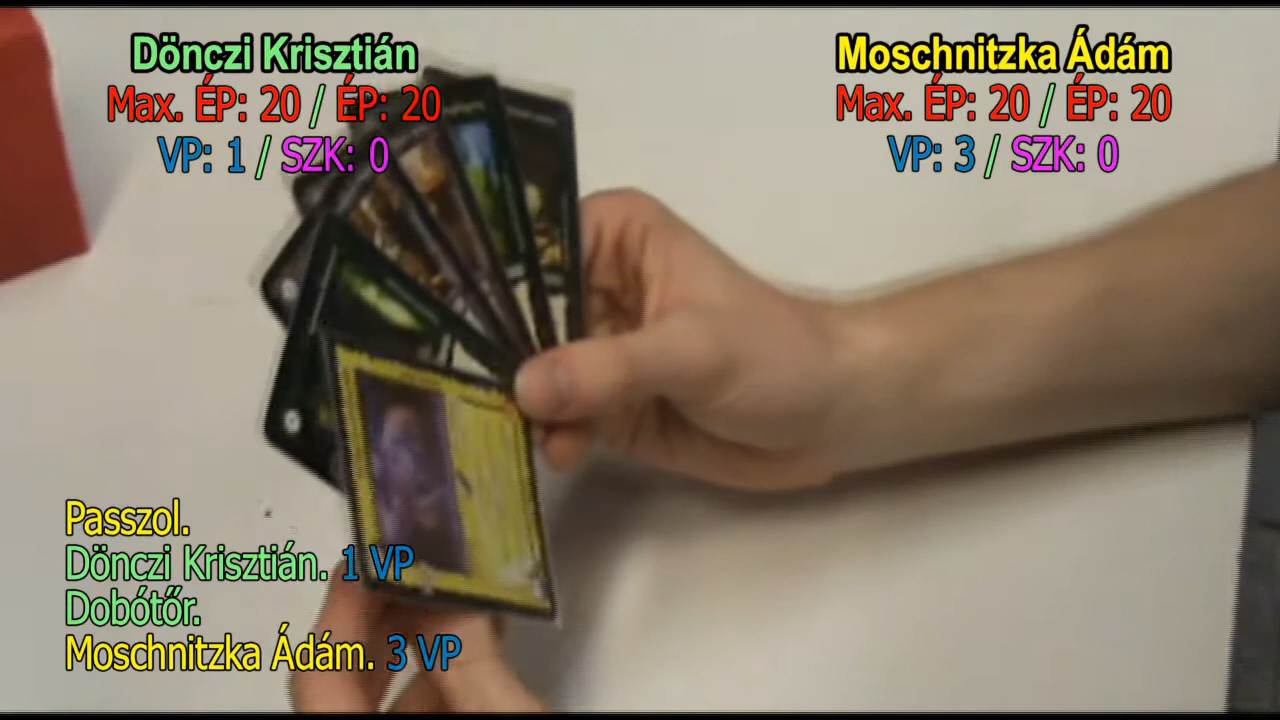 Dönczi Krisztián
Max. ÉP: 20 / ÉP: 20
VP: 1 / SZK: 0
Moschnitzka Ádám
Max. ÉP: 20 / ÉP: 20
VP: 3 / SZK: 0
Passzol.
Dönczi Krisztián. 1 VP
Dobótőr.
Moschnitzka Ádám. 3 VP